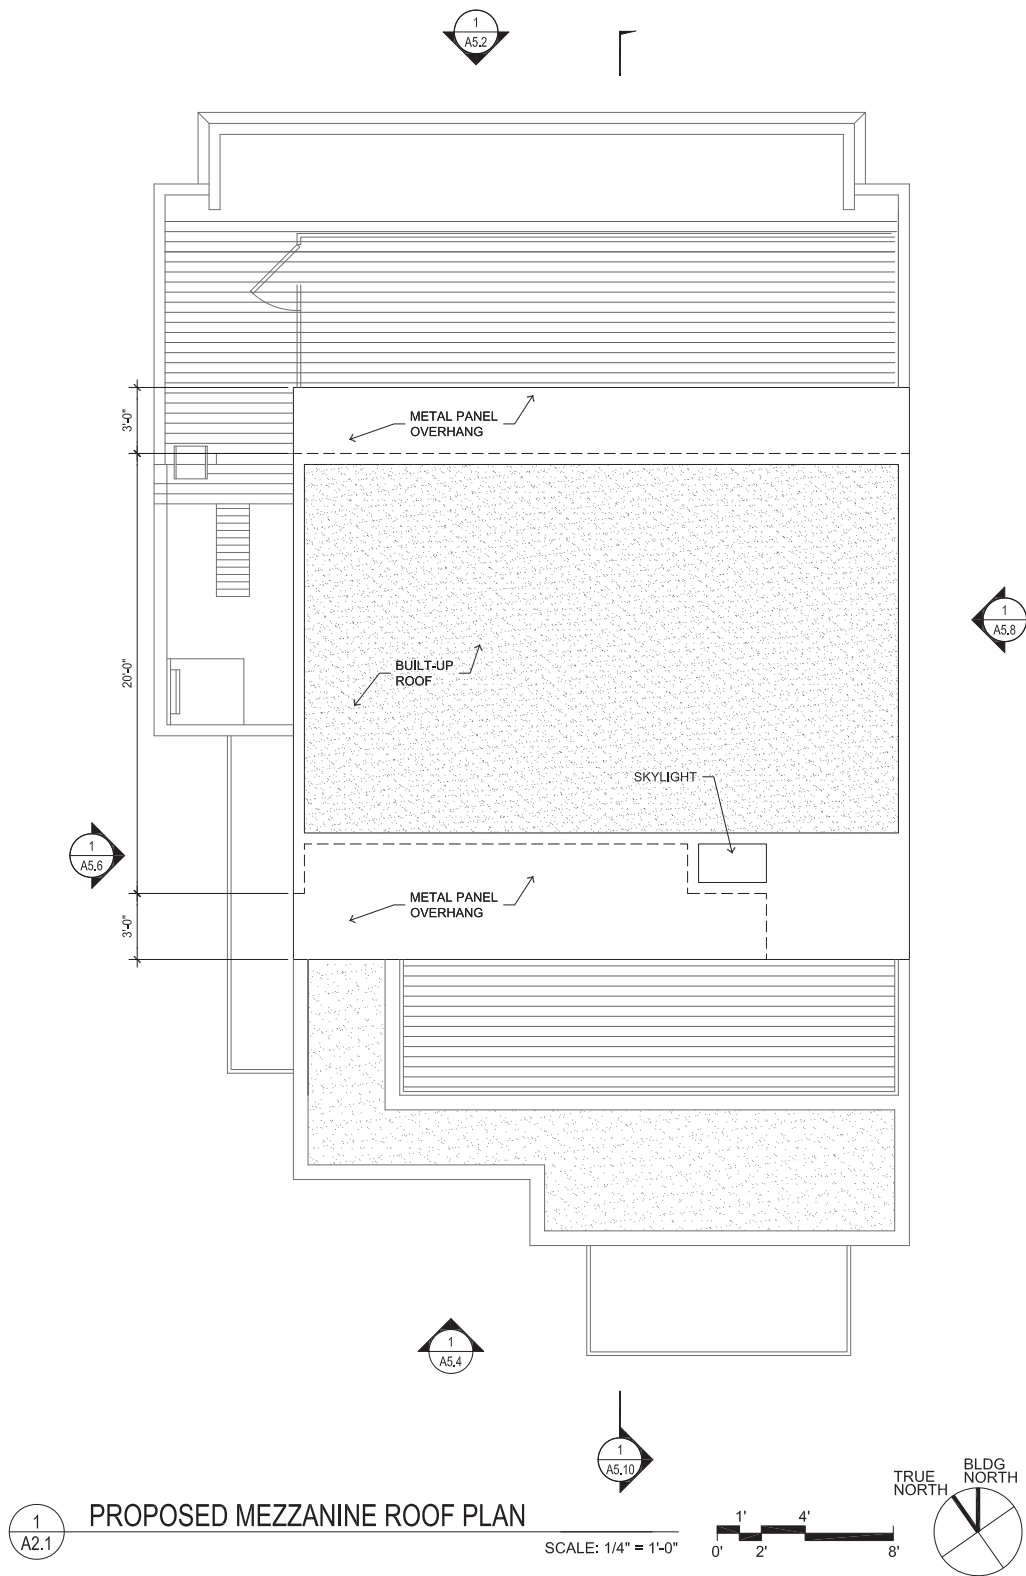 1
A5.2
3'-0"
METAL PANEL
OVERHANG
20'-0"
1
A5.8
BUILT-UP
ROOF
SKYLIGHT
1
A5.6
3'-0"
METAL PANEL
OVERHANG
1
A5.4
1
A5.10
1
A2.1
PROPOSED MEZZANINE ROOF PLAN
SCALE: 1/4" = 1'-0"
1' 4'
0' 2' 8'
TRUE
NORTH
BLDG
NORTH